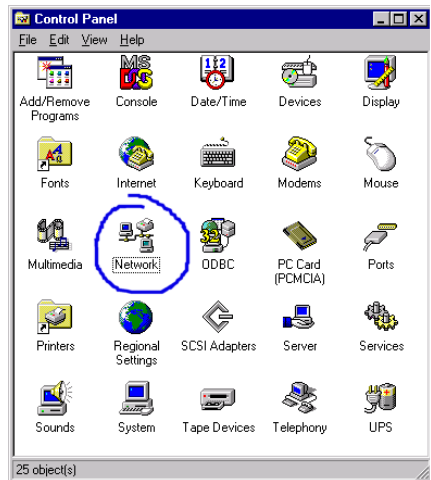 Control Panel
File Edit View Help
Add/Remove Programs
Console
Date/Time
Devices
Display
Fonts
Internet
Keyboard
Modems
Mouse
Multimedia
Network
ODBC
PC Card (PCMCIA)
Ports
Printers
Regional Settings
SCSI Adapters
Server
Services
Sounds
System
Tape Devices
Telephony
UPS
25 object(s)